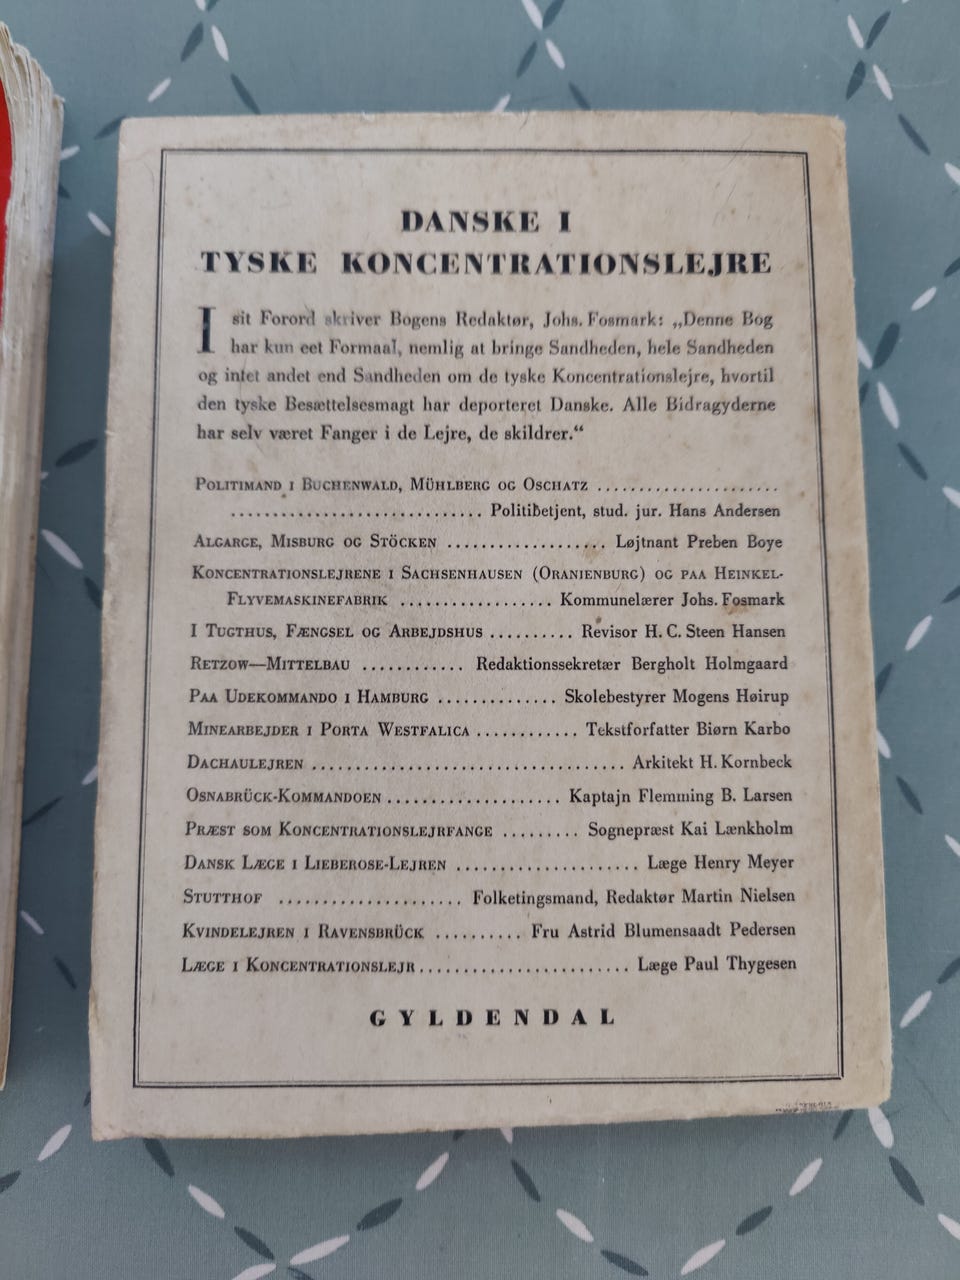 DANSKE I
TYSKE KONCENTRATIONSLEJRE
I sit Forord skriver Bogens Redaktør, Johs. Fosmark: „Denne Bog
har kun eet Formaal, nemlig at bringe Sandheden, hele Sandheden
og intet andet end Sandheden om de tyske Koncentrationslejre, hvortil
den tyske Besættelsesmagt har deporteret Danske. Alle Bidragyderne
har selv været Fanger i de Lejre, de skildrer.“
POLITIMAND I BUCHENWALD, MÜHLBERG OG OSCHATZ ......................
.............................. Politibetjent, stud. jur. Hans Andersen
ALGARGE, MISBURG OG STÖCKEN ................... Løjtnant Preben Boye
KONCENTRATIONSLEJRENE I SACHSENHAUSEN (ORANIENBURG) OG PAA HEINKEL-
FLYVEMASKINEFABRIK .................. Kommunelærer Johs. Fosmark
I TUGTHUS, FÆNGSEL OG ARBEJDSHUS .......... Revisor H. C. Steen Hansen
RETZOW—MITTELBAU ............ Redaktionssekretær Bergholt Holmgaard
PAA UDEKOMMANDO I HAMBURG .............. Skolebestyrer Mogens Høirup
MINEARBEJDER I PORTA WESTFALICA ............ Tekstforfatter Biørn Karbo
DACHAULEJREN ..................................... Arkitekt H. Kornbeck
OSNABRÜCK-KOMMANDOEN .................... Kaptajn Flemming B. Larsen
PRÆST SOM KONCENTRATIONSLEJRFANGE ......... Sognepræst Kai Lænkholm
DANSK LÆGE I LIEBEROSE-LEJREN ...................... Læge Henry Meyer
STUTTHOF ...................... Folketingsmand, Redaktør Martin Nielsen
KVINDELEJREN I RAVENSBRÜCK .......... Fru Astrid Blumensaadt Pedersen
LÆGE I KONCENTRATIONSLEJR ......................... Læge Paul Thygesen
GYLDENDAL